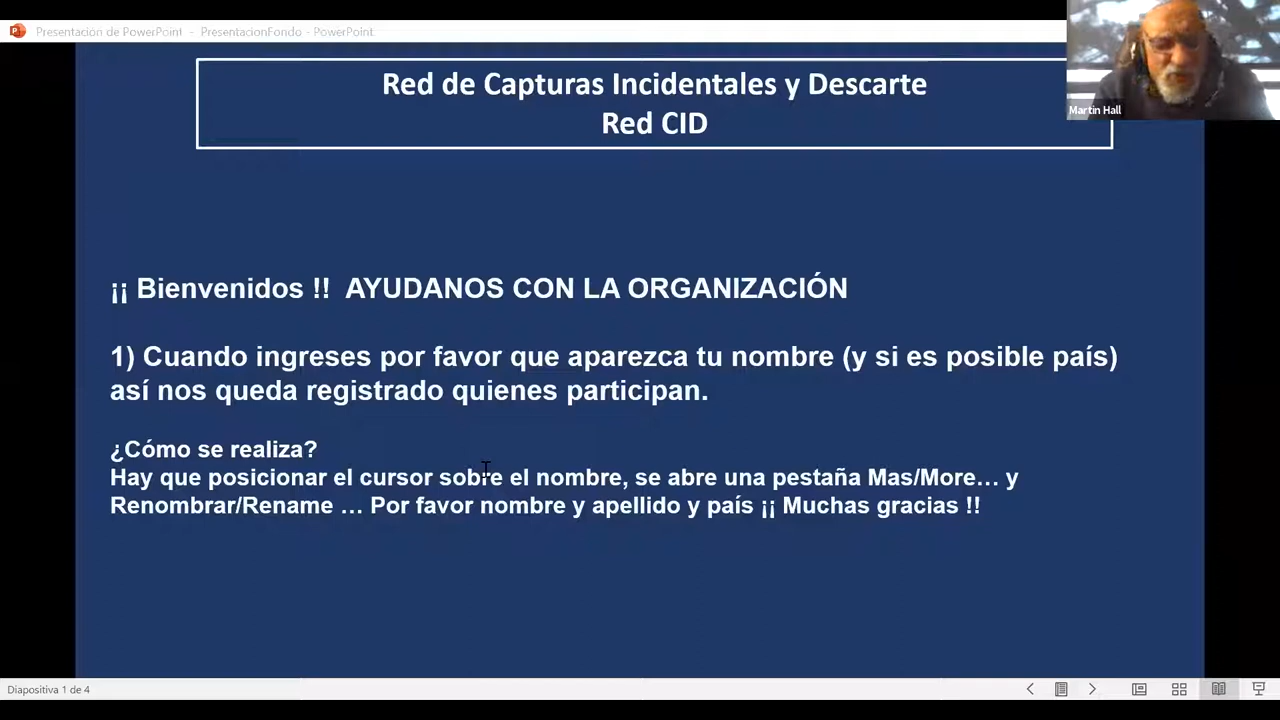 Presentación de PowerPoint - PresentacionFondo - PowerPoint
Martin Hall
Red de Capturas Incidentales y Descarte
Red CID
¡¡ Bienvenidos !! AYUDANOS CON LA ORGANIZACIÓN
1) Cuando ingreses por favor que aparezca tu nombre (y si es posible país)
así nos queda registrado quienes participan.
¿Cómo se realiza?
Hay que posicionar el cursor sobre el nombre, se abre una pestaña Mas/More... y
Renombrar/Rename ... Por favor nombre y apellido y país ¡¡ Muchas gracias !!
Diapositiva 1 de 4